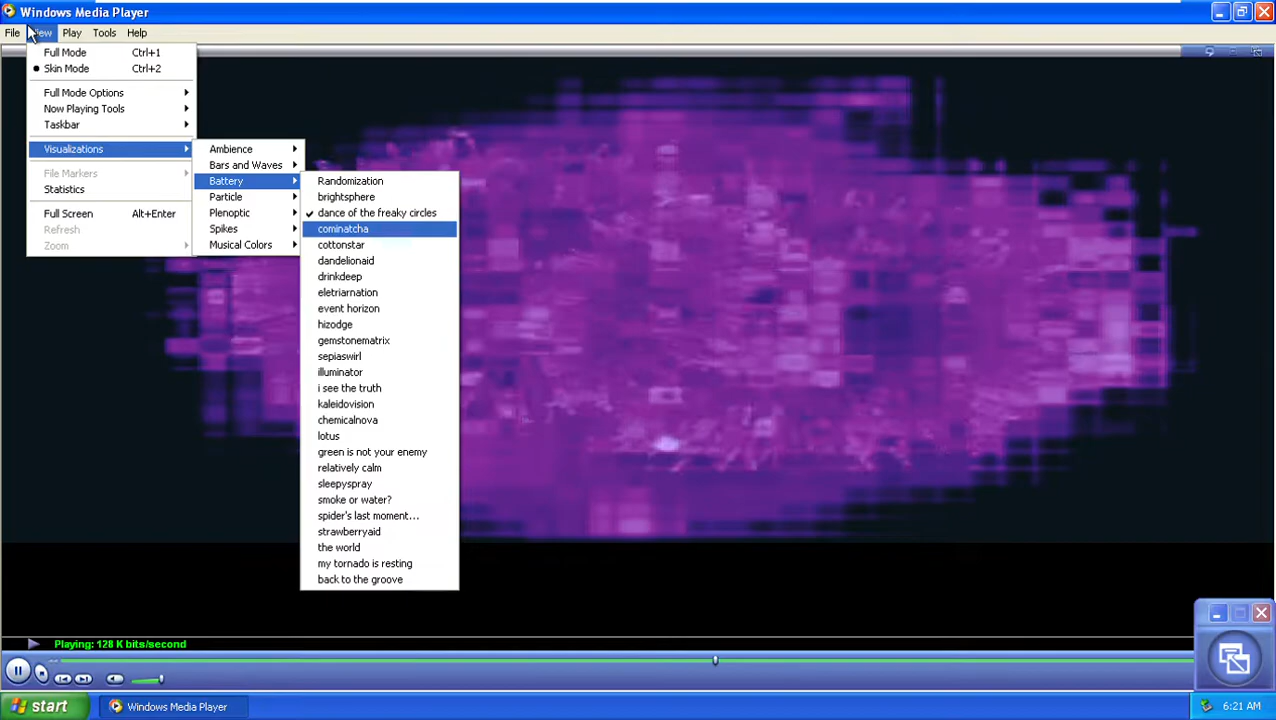 Windows Media Player
File View Play Tools Help
Full Mode Ctrl+1
Skin Mode Ctrl+2
Full Mode Options
Now Playing Tools
Taskbar
Visualizations
File Markers
Statistics
Full Screen Alt+Enter
Refresh
Zoom
Ambience
Bars and Waves
Battery
Particle
Plenoptic
Spikes
Musical Colors
Randomization
brightsphere
dance of the freaky circles
cominatcha
cottonstar
dandelionaid
drinkdeep
eletriarnation
event horizon
hizodge
gemstonematrix
sepiaswirl
illuminator
i see the truth
kaleidovision
chemicalnova
lotus
green is not your enemy
relatively calm
sleepyspray
smoke or water?
spider's last moment...
strawberryaid
the world
my tornado is resting
back to the groove
Playing: 128 K bits/second
start Windows Media Player 6:21 AM